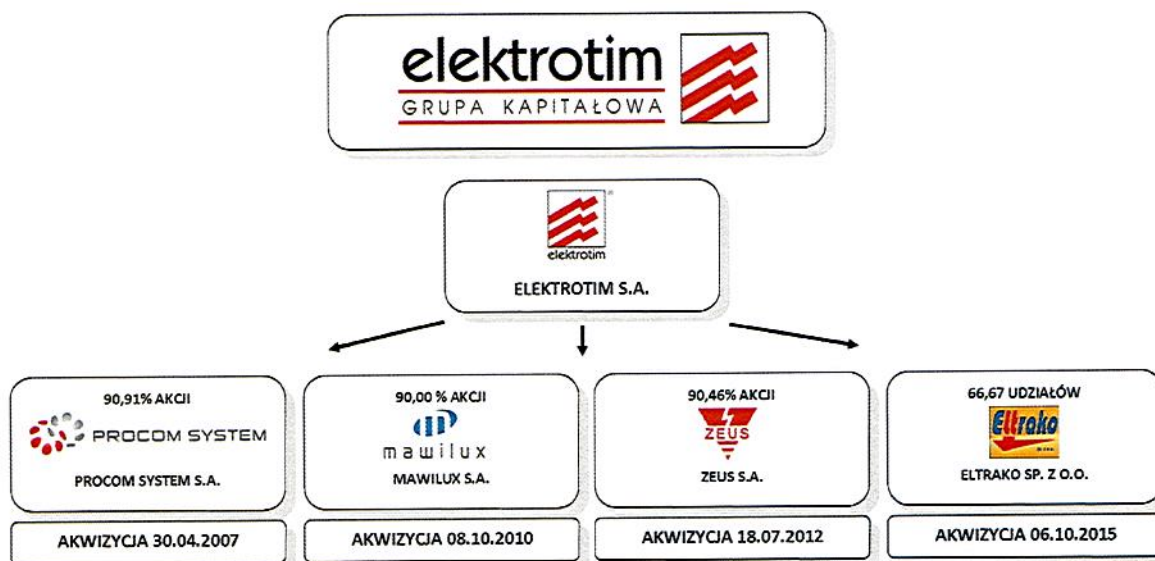 elektrotim
GRUPA KAPITAŁOWA
elektrotim
ELEKTROTIM S.A.
90,91% AKCJI
PROCOM SYSTEM
PROCOM SYSTEM S.A.
90,00 % AKCJI
mawilux
MAWILUX S.A.
90,46% AKCJI
ZEUS
ZEUS S.A.
66,67 UDZIAŁÓW
Eltrako
ELTRAKO SP. Z O.O.
AKWIZYCJA 30.04.2007
AKWIZYCJA 08.10.2010
AKWIZYCJA 18.07.2012
AKWIZYCJA 06.10.2015